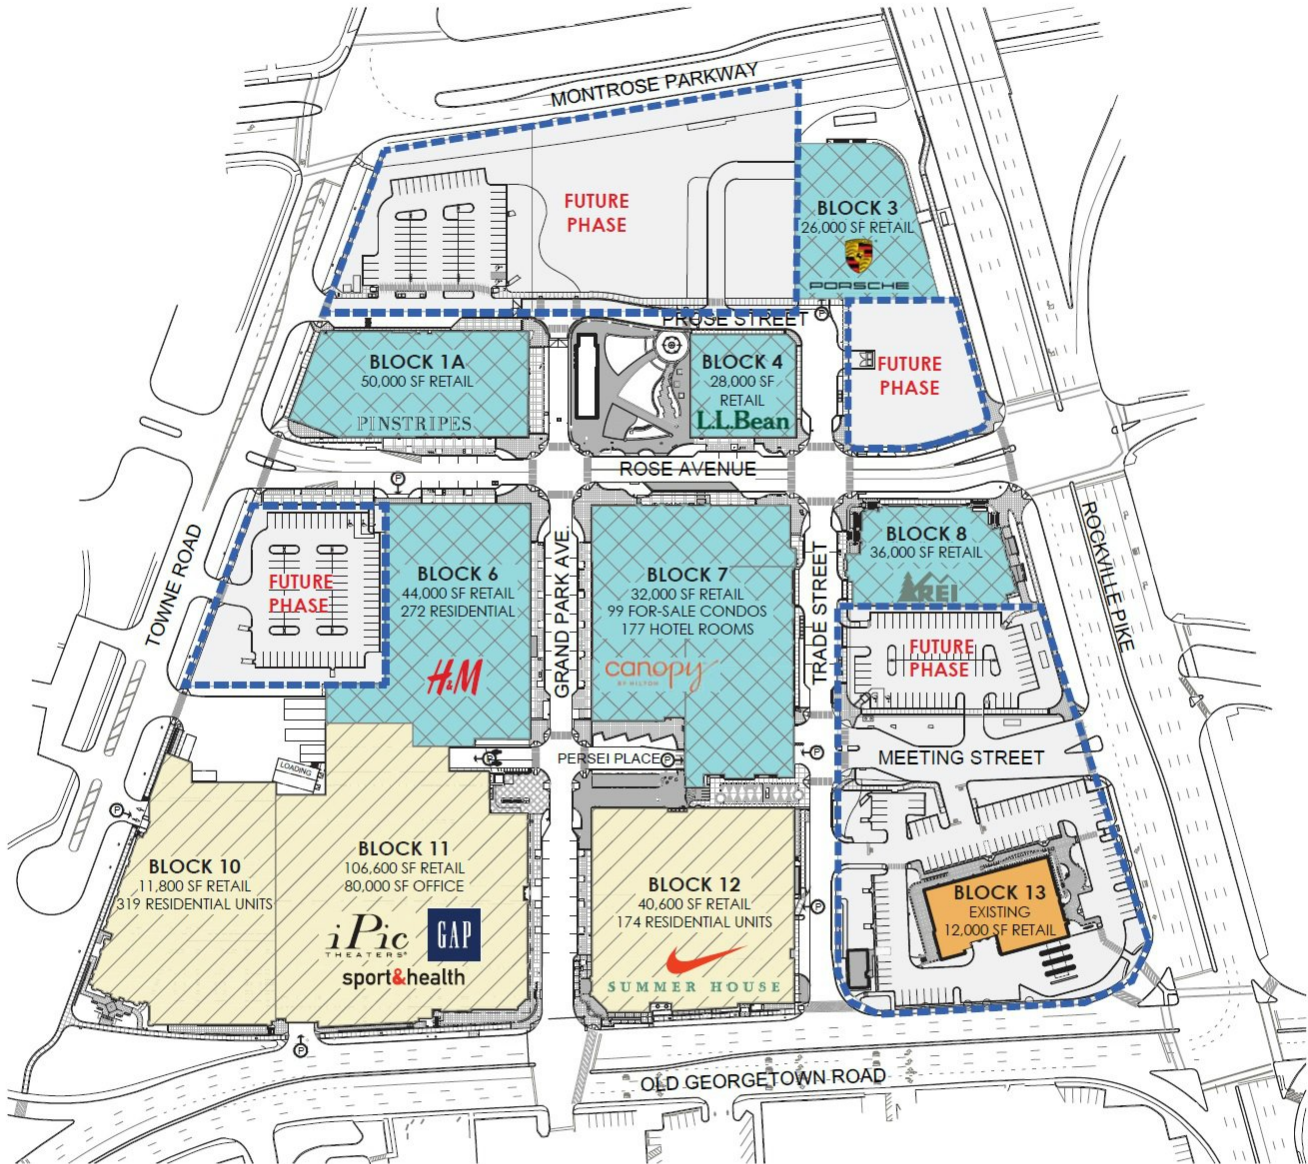 MONTROSE PARKWAY
FUTURE
PHASE
BLOCK 3
26,000 SF RETAIL
PORSCHE
P
PROSE STREET
BLOCK 1A
50,000 SF RETAIL
PINSTRIPES
BLOCK 4
28,000 SF
RETAIL
L.L.Bean
FUTURE
PHASE
ROSE AVENUE
P
TOWNE ROAD
FUTURE
PHASE
BLOCK 6
44,000 SF RETAIL
272 RESIDENTIAL
H&M
GRAND PARK AVE.
BLOCK 7
32,000 SF RETAIL
99 FOR-SALE CONDOS
177 HOTEL ROOMS
canopy
BY HILTON
TRADE STREET
BLOCK 8
36,000 SF RETAIL
REI
ROCKVILLE PIKE
FUTURE
PHASE
LOADING
P
PERSEI PLACE
P
P
MEETING STREET
P
BLOCK 10
11,800 SF RETAIL
319 RESIDENTIAL UNITS
BLOCK 11
106,600 SF RETAIL
80,000 SF OFFICE
iPic
THEATERS
GAP
sport&health
BLOCK 12
40,600 SF RETAIL
174 RESIDENTIAL UNITS
SUMMER HOUSE
P
BLOCK 13
EXISTING
12,000 SF RETAIL
P
OLD GEORGETOWN ROAD